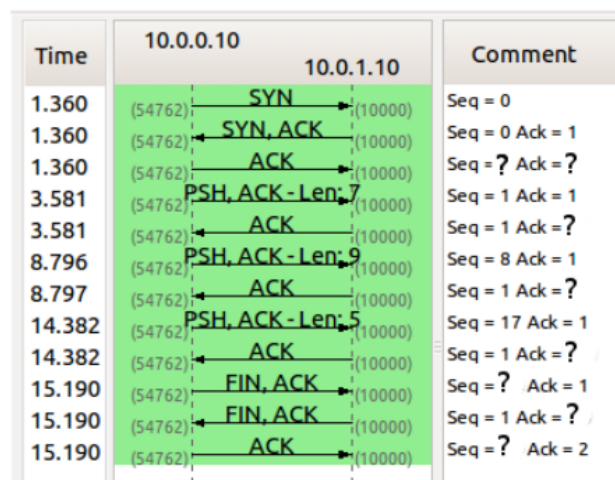 Time 10.0.0.10 10.0.1.10 Comment
1.360 (54762) SYN (10000) Seq = 0
1.360 (54762) SYN, ACK (10000) Seq = 0 Ack = 1
1.360 (54762) ACK (10000) Seq = ? Ack = ?
3.581 (54762) PSH, ACK - Len: 7 (10000) Seq = 1 Ack = 1
3.581 (54762) ACK (10000) Seq = 1 Ack = ?
8.796 (54762) PSH, ACK - Len: 9 (10000) Seq = 8 Ack = 1
8.797 (54762) ACK (10000) Seq = 1 Ack = ?
14.382 (54762) PSH, ACK - Len: 5 (10000) Seq = 17 Ack = 1
14.382 (54762) ACK (10000) Seq = 1 Ack = ?
15.190 (54762) FIN, ACK (10000) Seq = ? Ack = 1
15.190 (54762) FIN, ACK (10000) Seq = 1 Ack = ?
15.190 (54762) ACK (10000) Seq = ? Ack = 2